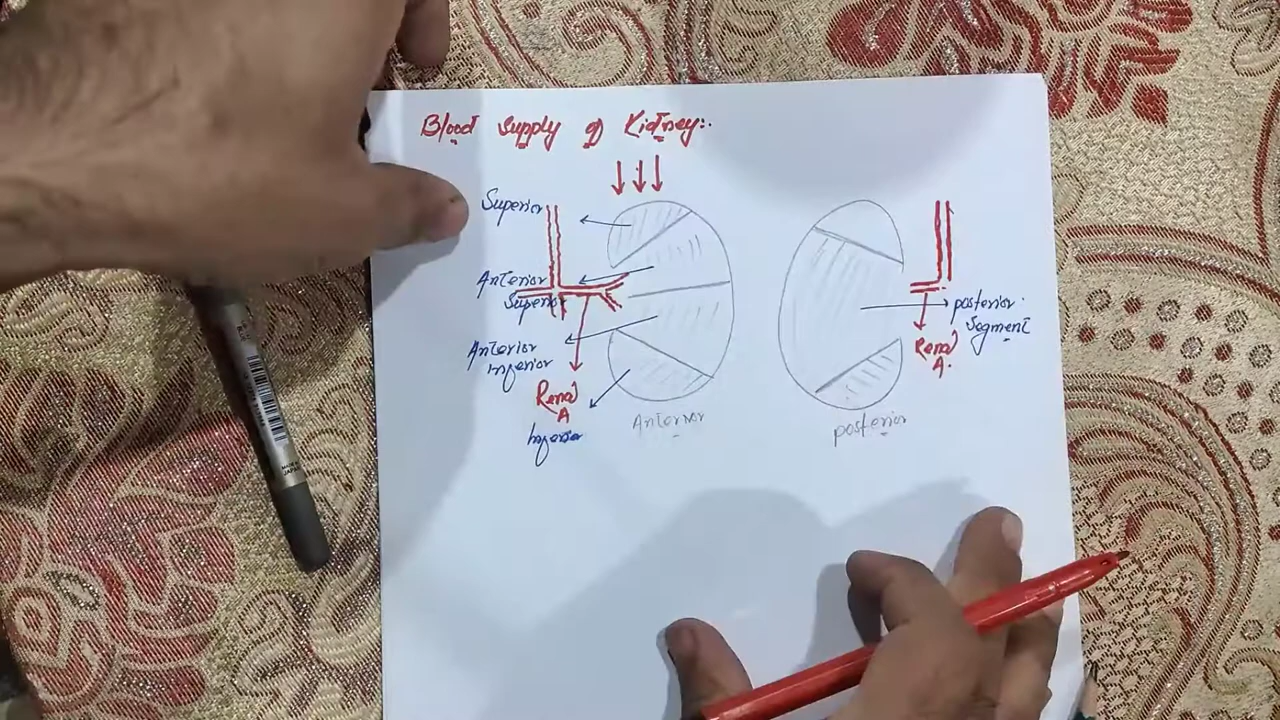 Blood Supply of Kidney:.
Superior
Anterior
Superior
Anterior
Inferior
Renal
A
Inferior
Anterior
posterior
Segment
Renal
A.
posterior